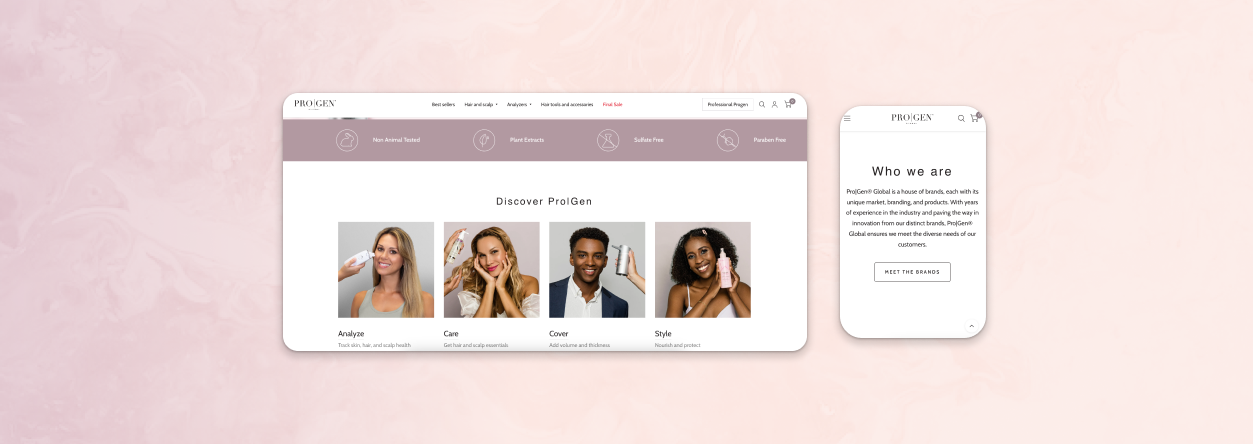 PRO|GEN
Best sellers
Hair and scalp
Analyzers
Hair tools and accessories
Final Sale
Professional Progen
0
Non Animal Tested
Plant Extracts
Sulfate Free
Paraben Free
Discover Pro|Gen
Analyze
Track skin, hair, and scalp health
Care
Get hair and scalp essentials
Cover
Add volume and thickness
Style
Nourish and protect
PRO|GEN
Who we are
Pro|Gen® Global is a house of brands, each with its
unique market, branding, and products. With years
of experience in the industry and paving the way in
innovation from our distinct brands, Pro|Gen®
Global ensures we meet the diverse needs of our
customers.
MEET THE BRANDS